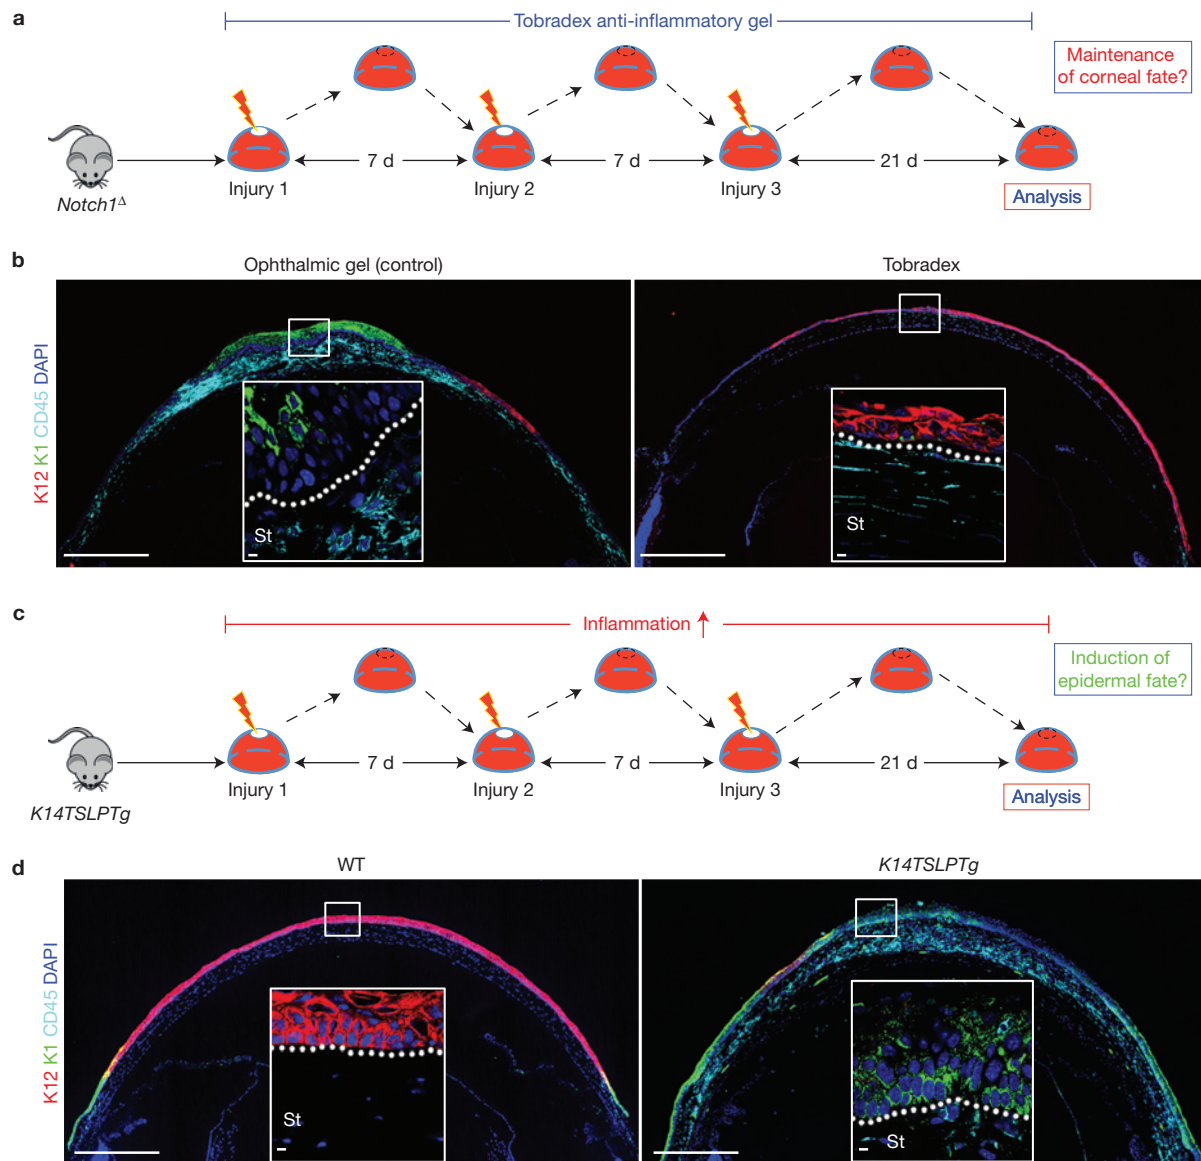 a
Tobradex anti-inflammatory gel
Maintenance
of corneal fate?
7 d
7 d
21 d
Injury 1
Injury 2
Injury 3
Analysis
Notch1Δ
b
Ophthalmic gel (control)
Tobradex
K12 K1 CD45 DAPI
St
St
c
Inflammation
Induction of
epidermal fate?
7 d
7 d
21 d
Injury 1
Injury 2
Injury 3
Analysis
K14TSLPTg
d
WT
K14TSLPTg
K12 K1 CD45 DAPI
St
St